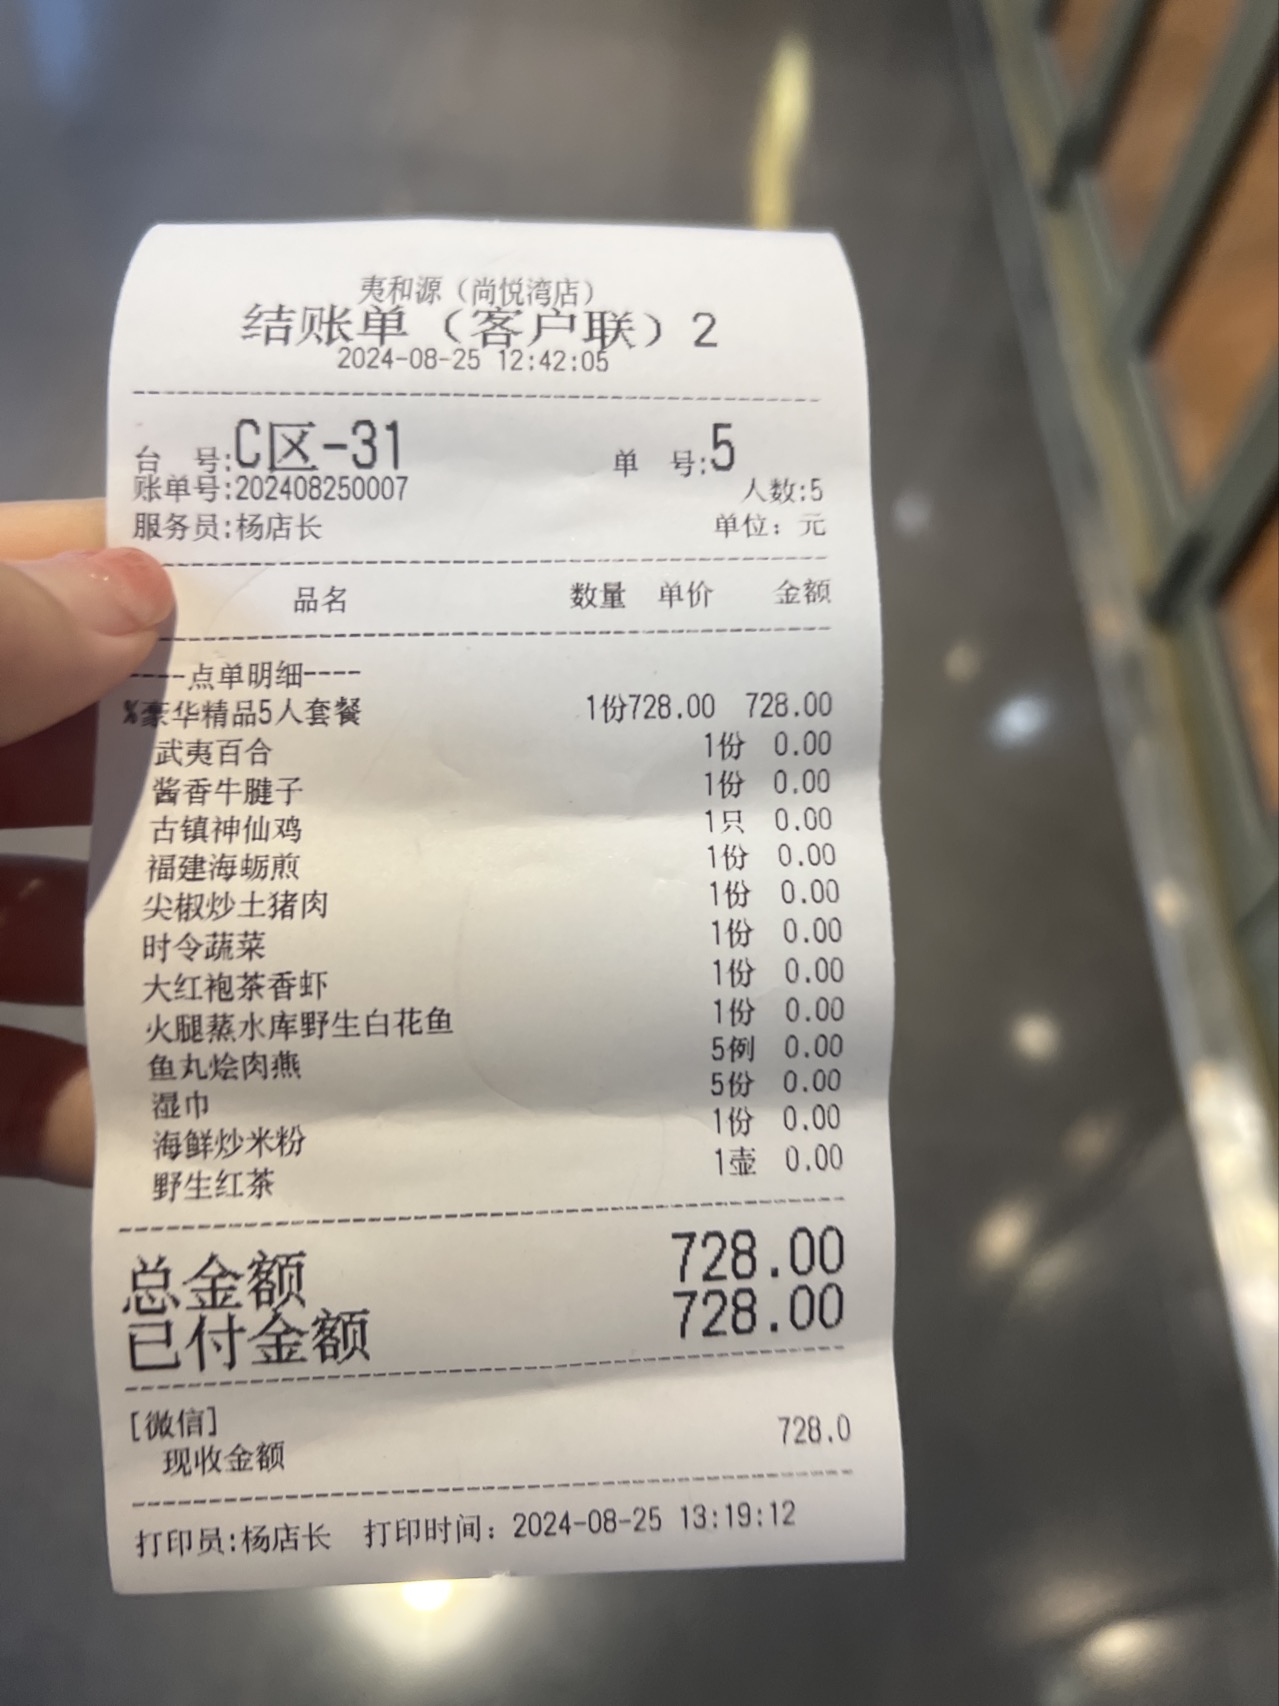 夷和源（尚悦湾店）
结账单（客户联）2
2024-08-25 12:42:05
台 号:C区-31 单 号:5
账单号:202408250007 人数:5
服务员:杨店长 单位：元
品名 数量 单价 金额
----点单明细----
%豪华精品5人套餐 1份728.00 728.00
武夷百合 1份 0.00
酱香牛腱子 1份 0.00
古镇神仙鸡 1只 0.00
福建海蛎煎 1份 0.00
尖椒炒土猪肉 1份 0.00
时令蔬菜 1份 0.00
大红袍茶香虾 1份 0.00
火腿蒸水库野生白花鱼 1份 0.00
鱼丸烩肉燕 5例 0.00
湿巾 5份 0.00
海鲜炒米粉 1份 0.00
野生红茶 1壶 0.00
总金额 728.00
已付金额 728.00
[微信]
现收金额 728.0
打印员:杨店长 打印时间：2024-08-25 13:19:12